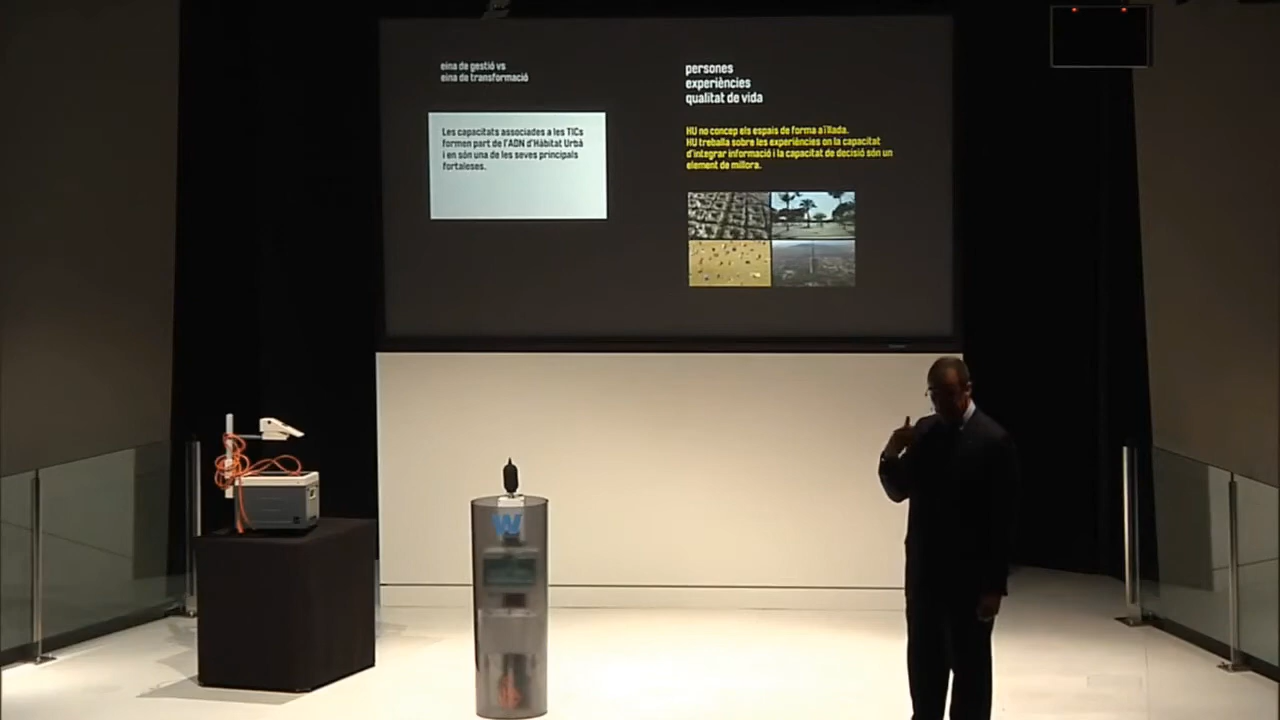 eina de gestió vs
eina de transformació
Les capacitats associades a les TICs
formen part de l'ADN d'Hàbitat Urbà
i en són una de les seves principals
fortaleses.
persones
experiències
qualitat de vida
HU no concep els espais de forma aïllada.
HU treballa sobre les experiències on la capacitat
d'integrar informació i la capacitat de decisió són un
element de millora.
W